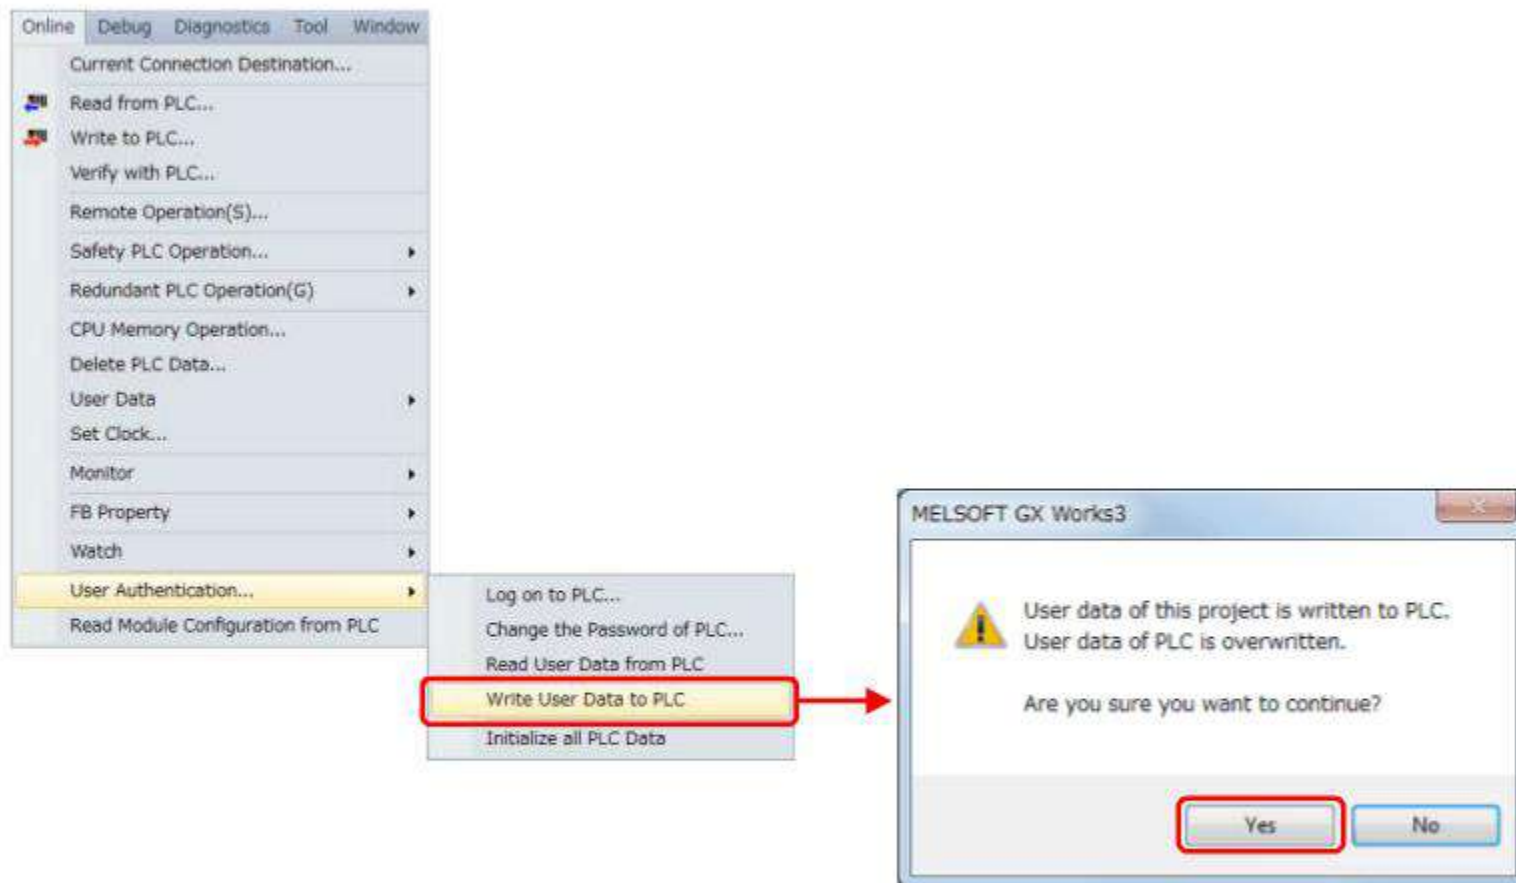 Online Debug Diagnostics Tool Window
Current Connection Destination...
Read from PLC...
Write to PLC...
Verify with PLC...
Remote Operation(S)...
Safety PLC Operation...
Redundant PLC Operation(G)
CPU Memory Operation...
Delete PLC Data...
User Data
Set Clock...
Monitor
FB Property
Watch
User Authentication...
Read Module Configuration from PLC
Log on to PLC...
Change the Password of PLC...
Read User Data from PLC
Write User Data to PLC
Initialize all PLC Data
MELSOFT GX Works3
User data of this project is written to PLC.
User data of PLC is overwritten.
Are you sure you want to continue?
Yes No